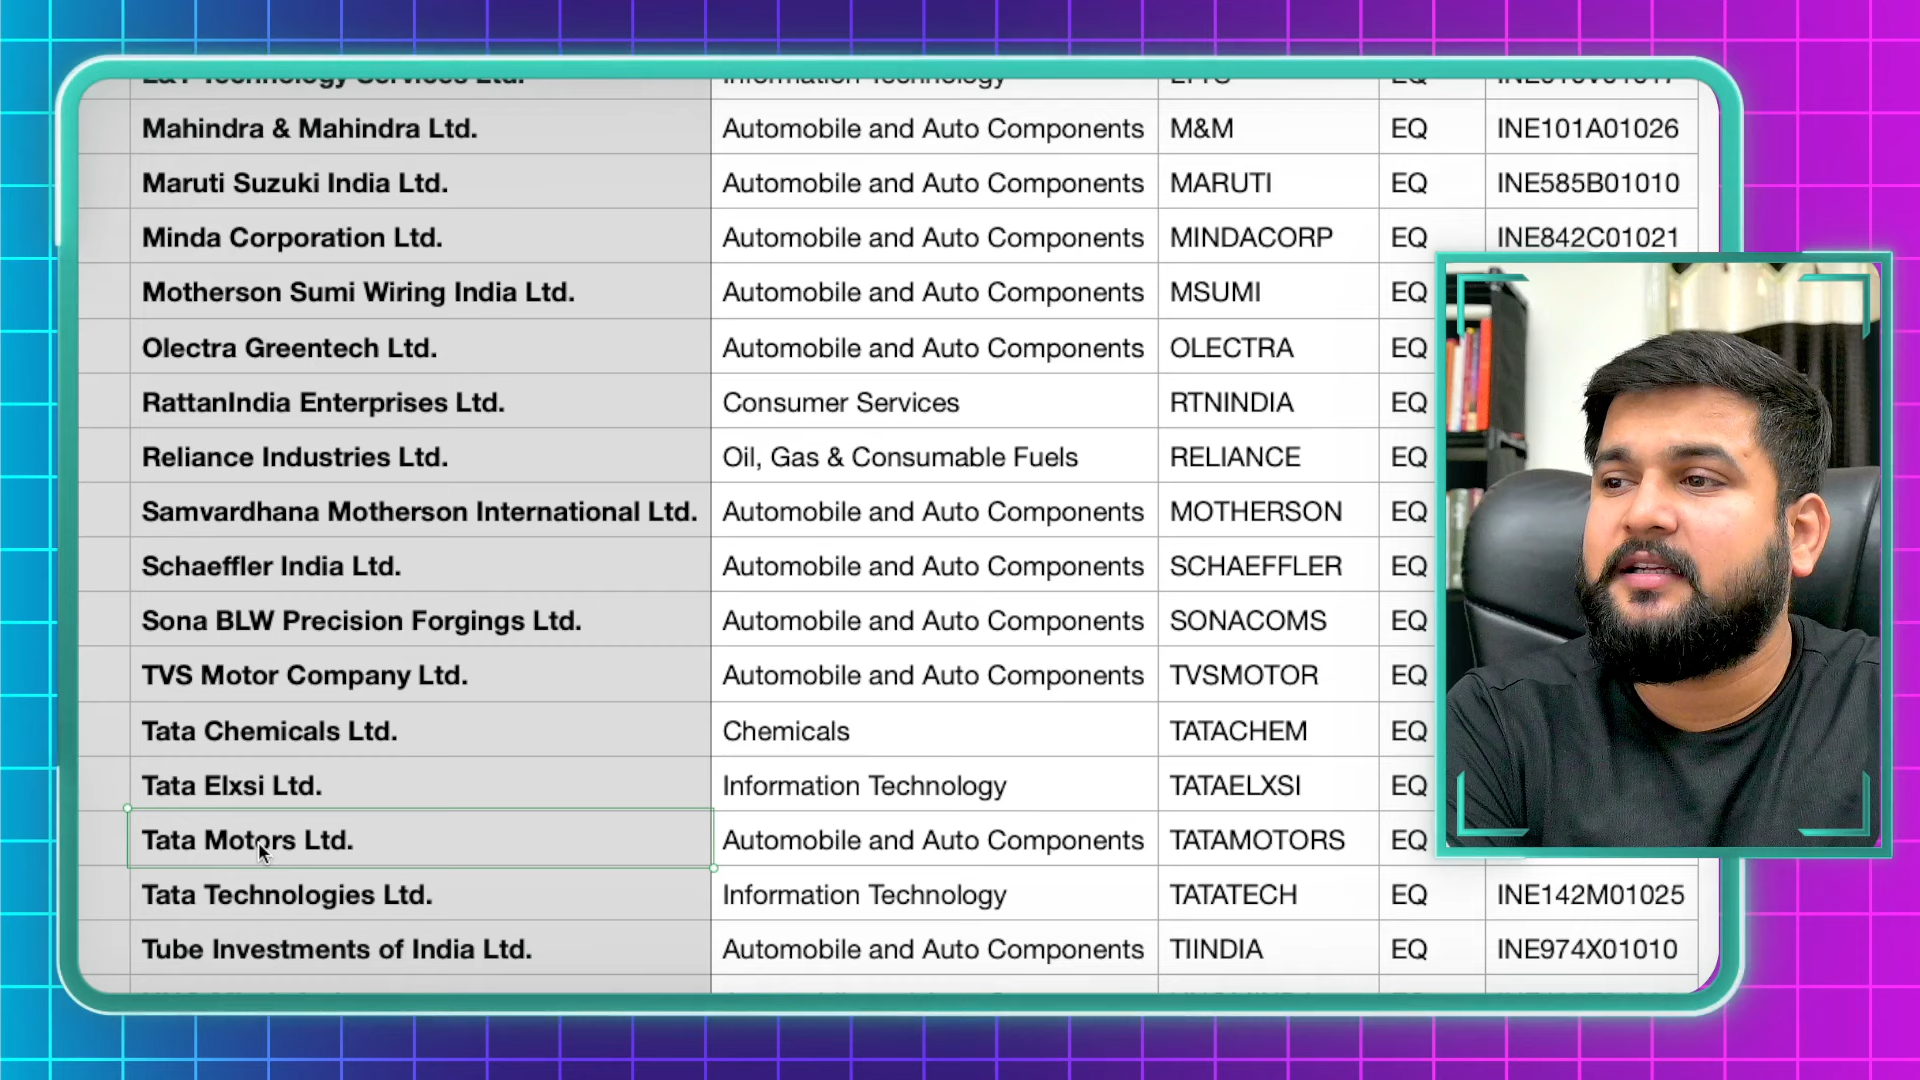 Mahindra & Mahindra Ltd. Automobile and Auto Components M&M EQ INE101A01026
Maruti Suzuki India Ltd. Automobile and Auto Components MARUTI EQ INE585B01010
Minda Corporation Ltd. Automobile and Auto Components MINDACORP EQ INE842C01021
Motherson Sumi Wiring India Ltd. Automobile and Auto Components MSUMI EQ
Olectra Greentech Ltd. Automobile and Auto Components OLECTRA EQ
RattanIndia Enterprises Ltd. Consumer Services RTNINDIA EQ
Reliance Industries Ltd. Oil, Gas & Consumable Fuels RELIANCE EQ
Samvardhana Motherson International Ltd. Automobile and Auto Components MOTHERSON EQ
Schaeffler India Ltd. Automobile and Auto Components SCHAEFFLER EQ
Sona BLW Precision Forgings Ltd. Automobile and Auto Components SONACOMS EQ
TVS Motor Company Ltd. Automobile and Auto Components TVSMOTOR EQ
Tata Chemicals Ltd. Chemicals TATACHEM EQ
Tata Elxsi Ltd. Information Technology TATAELXSI EQ
Tata Motors Ltd. Automobile and Auto Components TATAMOTORS EQ
Tata Technologies Ltd. Information Technology TATATECH EQ INE142M01025
Tube Investments of India Ltd. Automobile and Auto Components TIINDIA EQ INE974X01010